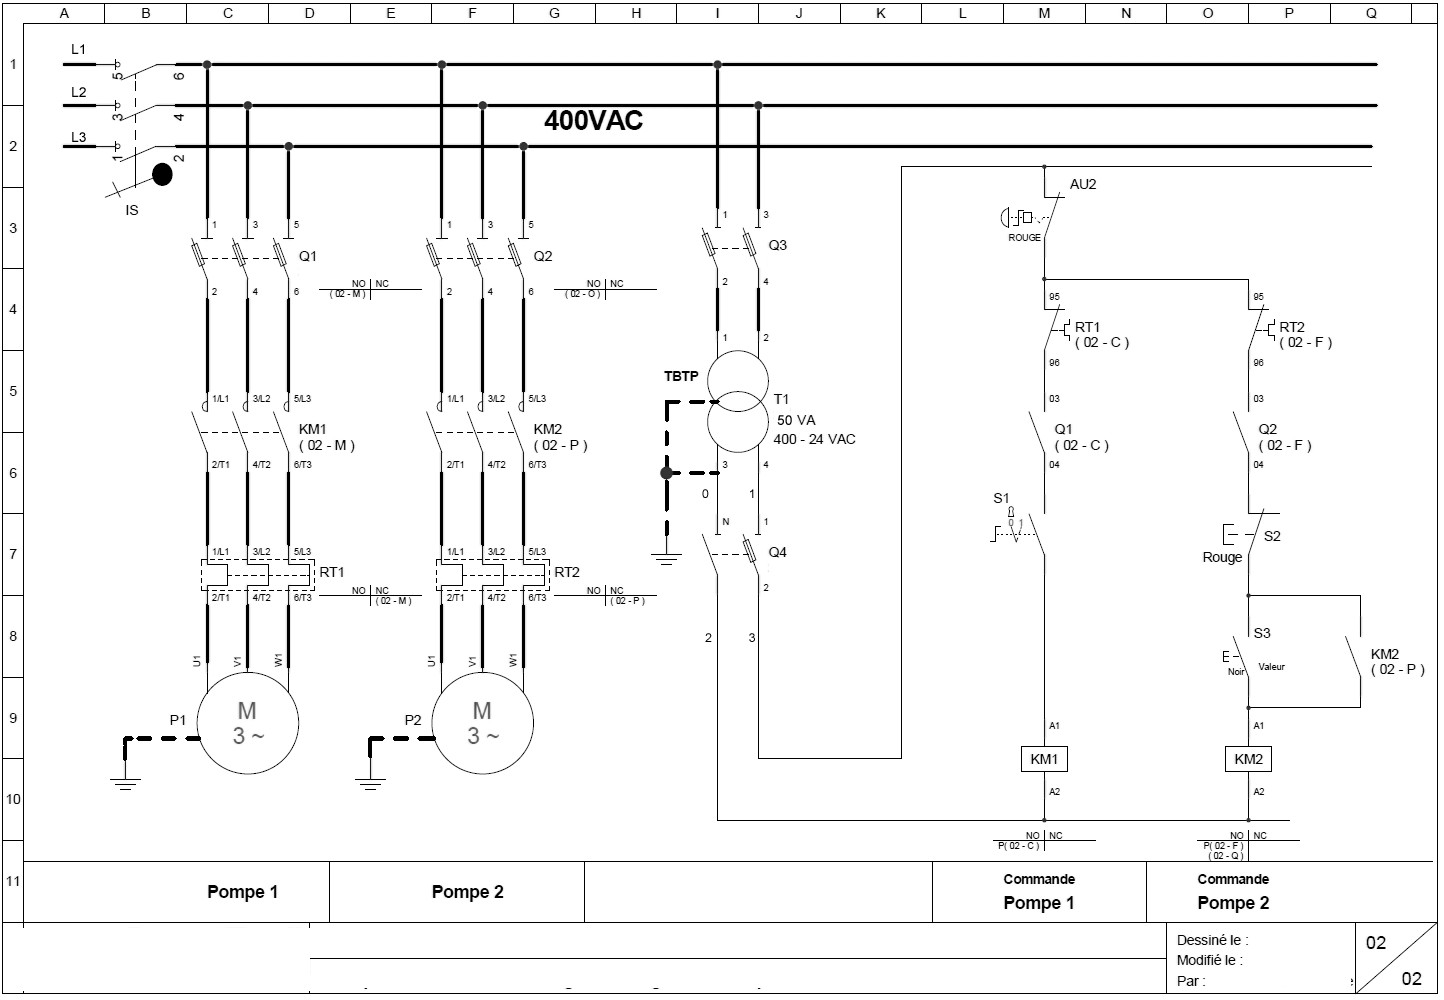 A B C D E F G H I J K L M N O P Q
1
L1
5 6
L2
3 4
400VAC
2
L3
1 2
IS
AU2
ROUGE
3
1 3 5
Q1
2 4 6
NO NC
( 02 - M )
1 3 5
Q2
2 4 6
NO NC
( 02 - O )
1 3
Q3
2 4
4
95
RT1
( 02 - C )
96
95
RT2
( 02 - F )
96
1 2
TBTP
T1
50 VA
400 - 24 VAC
3 4
5
1/L1 3/L2 5/L3
KM1
( 02 - M )
2/T1 4/T2 6/T3
1/L1 3/L2 5/L3
KM2
( 02 - P )
2/T1 4/T2 6/T3
03
Q1
( 02 - C )
04
03
Q2
( 02 - F )
04
6
0 1
N 1
Q4
2
S1
0 1
S2
Rouge
7
1/L1 3/L2 5/L3
RT1
2/T1 4/T2 6/T3
NO NC
( 02 - M )
1/L1 3/L2 5/L3
RT2
2/T1 4/T2 6/T3
NO NC
( 02 - P )
8
2 3
U1 V1 W1
U1 V1 W1
S3
Noir
Valeur
KM2
( 02 - P )
9
P1
M
3 ~
P2
M
3 ~
A1
KM1
A2
A1
KM2
A2
10
NO NC
P( 02 - C )
NO NC
P( 02 - F )
( 02 - Q )
11
Pompe 1
Pompe 2
Commande
Pompe 1
Commande
Pompe 2
Dessiné le :
Modifié le :
Par :
02
02